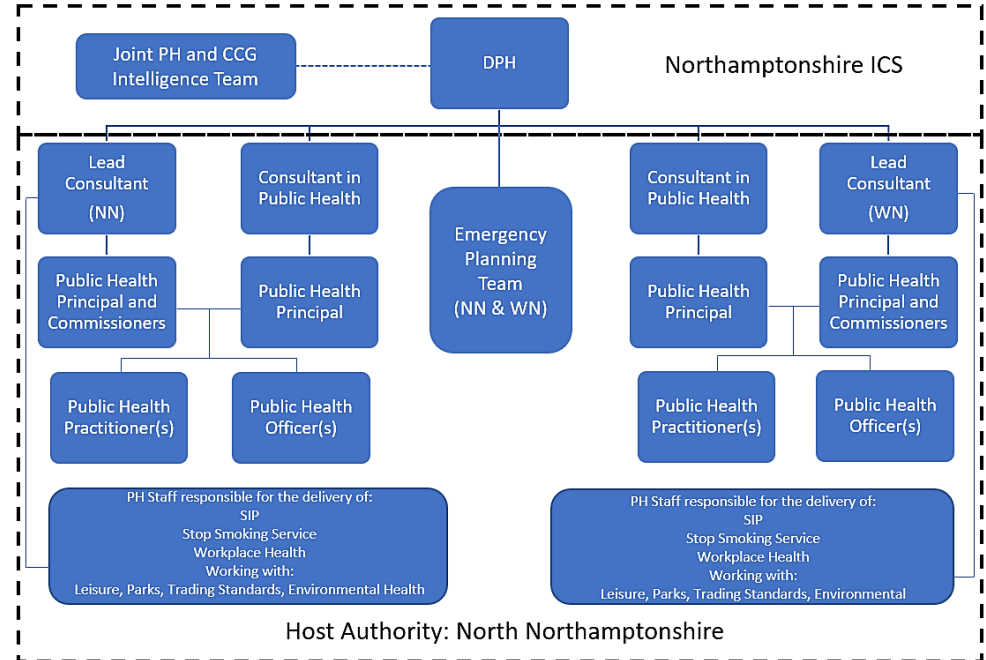 Joint PH and CCG
Intelligence Team
DPH
Northamptonshire ICS
Lead
Consultant
(NN)
Consultant in
Public Health
Emergency
Planning
Team
(NN & WN)
Consultant in
Public Health
Lead
Consultant
(WN)
Public Health
Principal and
Commissioners
Public Health
Principal
Public Health
Principal
Public Health
Principal and
Commissioners
Public Health
Practitioner(s)
Public Health
Officer(s)
Public Health
Practitioner(s)
Public Health
Officer(s)
PH Staff responsible for the delivery of:
SIP
Stop Smoking Service
Workplace Health
Working with:
Leisure, Parks, Trading Standards, Environmental Health
PH Staff responsible for the delivery of:
SIP
Stop Smoking Service
Workplace Health
Working with:
Leisure, Parks, Trading Standards, Environmental
Host Authority: North Northamptonshire